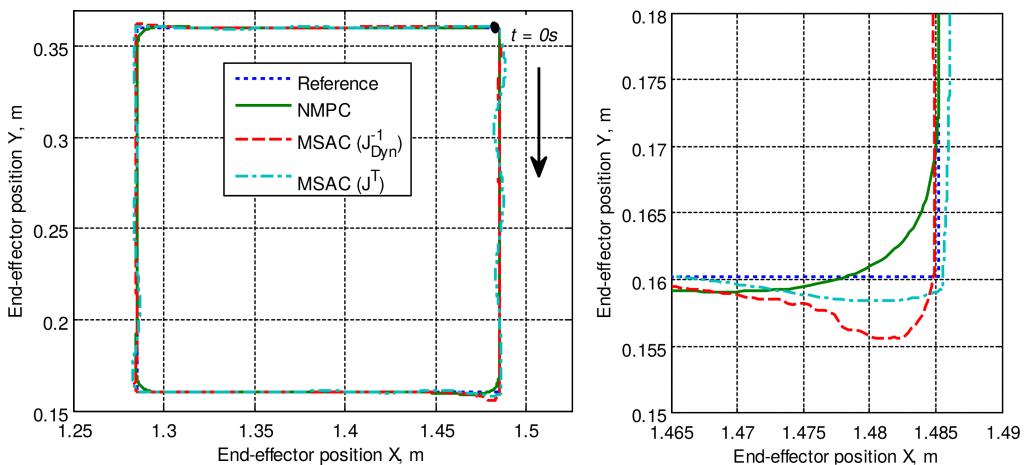 0.35
0.3
0.25
0.2
0.15
1.25
1.3
1.35
1.4
1.45
1.5
End-effector position X, m
End-effector position Y, m
t = 0s
Reference
NMPC
MSAC (J⁻¹Dyn)
MSAC (Jᵀ)
0.18
0.175
0.17
0.165
0.16
0.155
0.15
1.465
1.47
1.475
1.48
1.485
1.49
End-effector position X, m
End-effector position Y, m